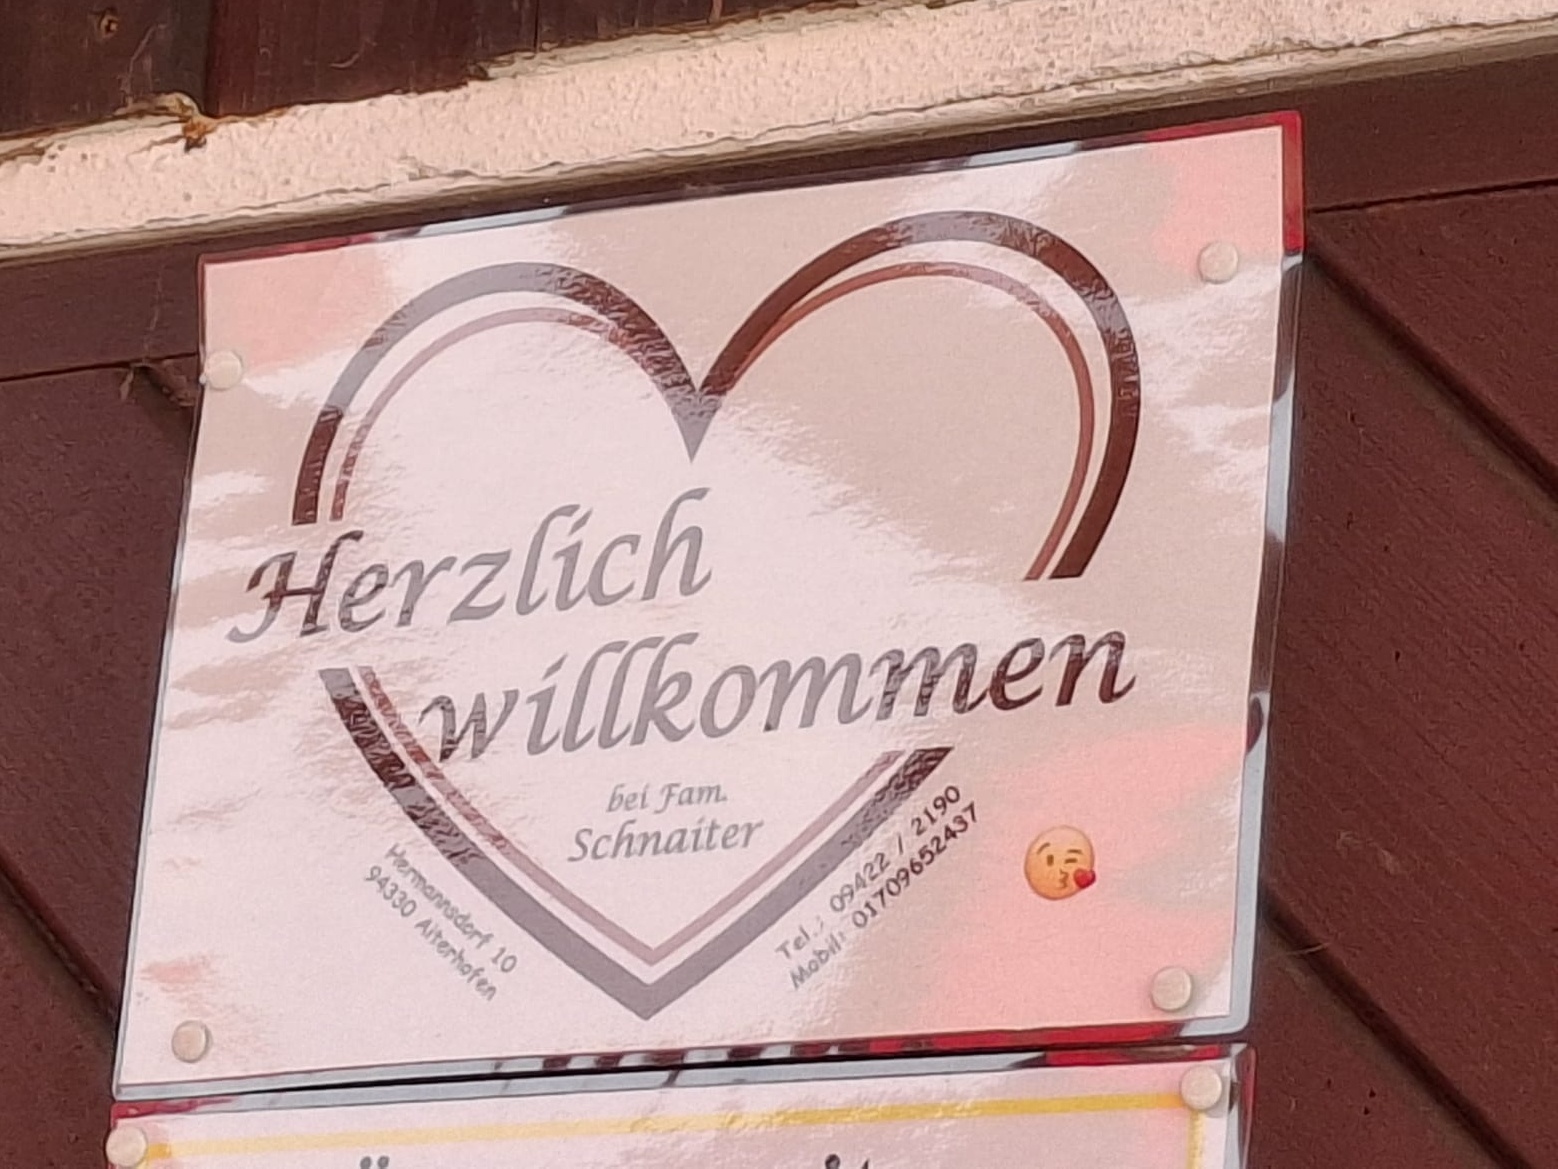 Herzlich
willkommen
bei Fam.
Schnaiter
Hermannsdorf 10
94330 Aiterhofen
Tel.: 09422 / 2190
Mobil: 01709652437